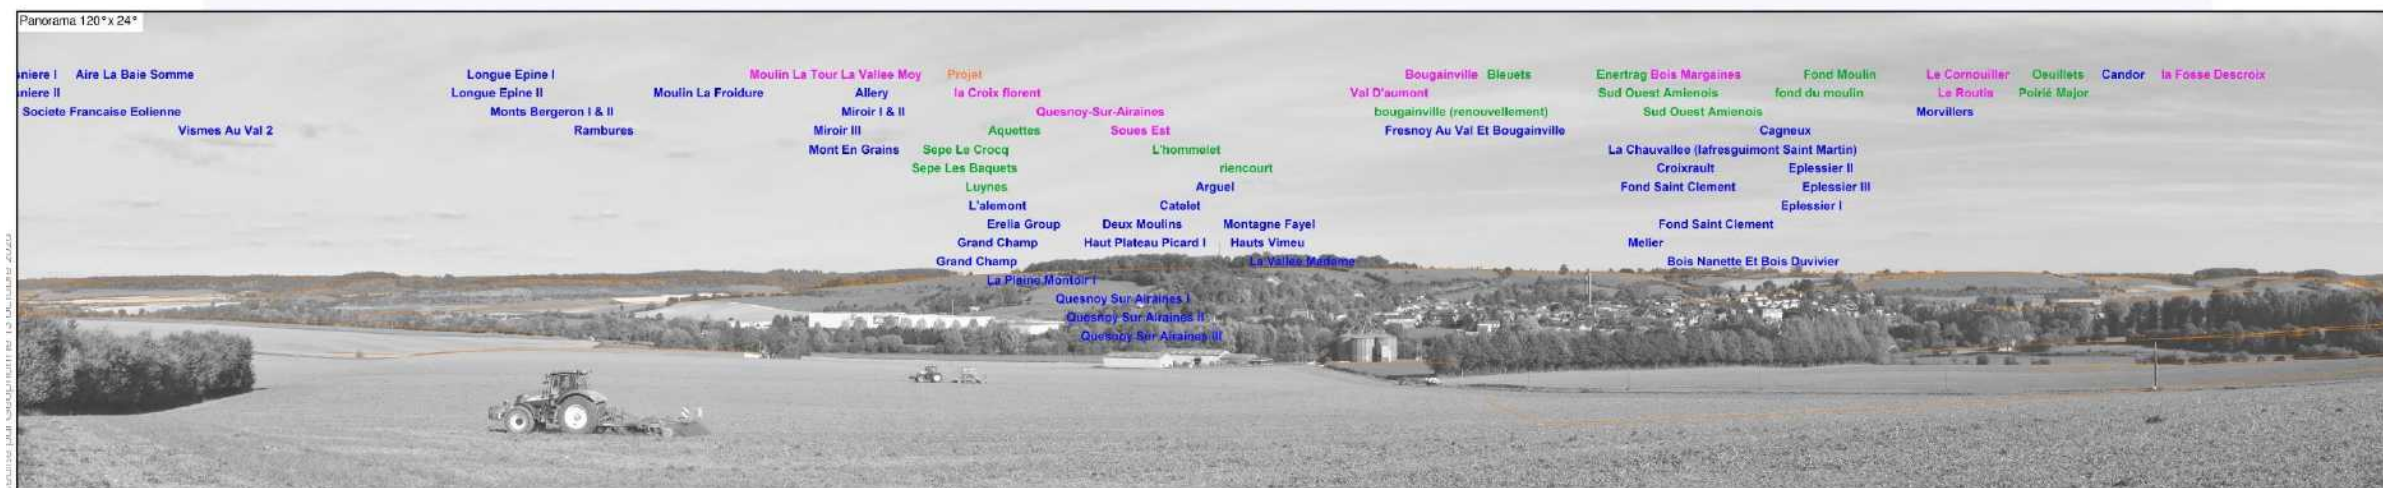 Panorama 120° x 24°
Aire La Baie Somme Longue Epine I Moulin La Tour La Vallee Moy Projet Bougainville Bleuets Enertrag Bois Margaines Fond Moulin Le Cornouiller Oeuillets Candor la Fosse Descroix
Longue Epine II Moulin La Froidure Allery la Croix florent Val D'aumont Sud Ouest Amienois fond du moulin Le Routis Poirié Major
Societe Francaise Eolienne Monts Bergeron I & II Miroir I & II Quesnoy-Sur-Airaines bougainville (renouvellement) Sud Ouest Amienois Morvillers
Vismes Au Val 2 Rambures Miroir III Aquettes Soues Est Fresnoy Au Val Et Bougainville Cagneux
Mont En Grains Sepe Le Crocq L'hommelet La Chauvallee (lafresguimont Saint Martin)
Sepe Les Baquets riencourt Croixrault Eplessier II
Luynes Arguel Fond Saint Clement Eplessier III
L'alemont Catelet Eplessier I
Erelia Group Deux Moulins Montagne Fayel Fond Saint Clement
Grand Champ Haut Plateau Picard I Hauts Vimeu Melier
Grand Champ La Vallee Madame Bois Nanette Et Bois Duvivier
La Plaine Montoir I
Quesnoy Sur Airaines I
Quesnoy Sur Airaines II
Quesnoy Sur Airaines III